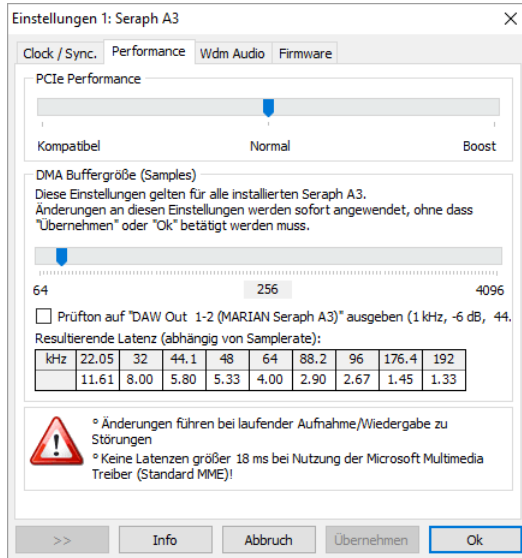 Einstellungen 1: Seraph A3
Clock / Sync. Performance Wdm Audio Firmware
PCIe Performance
Kompatibel Normal Boost
DMA Buffergröße (Samples)
Diese Einstellungen gelten für alle installierten Seraph A3.
Änderungen an diesen Einstellungen werden sofort angewendet, ohne dass
"Übernehmen" oder "Ok" betätigt werden muss.
64 256 4096
Prüfton auf "DAW Out 1-2 (MARIAN Seraph A3)" ausgeben (1 kHz, -6 dB, 44.
Resultierende Latenz (abhängig von Samplerate):
kHz 22.05 32 44.1 48 64 88.2 96 176.4 192
11.61 8.00 5.80 5.33 4.00 2.90 2.67 1.45 1.33
° Änderungen führen bei laufender Aufnahme/Wiedergabe zu
Störungen
° Keine Latenzen größer 18 ms bei Nutzung der Microsoft Multimedia
Treiber (Standard MME)!
>> Info Abbruch Übernehmen Ok